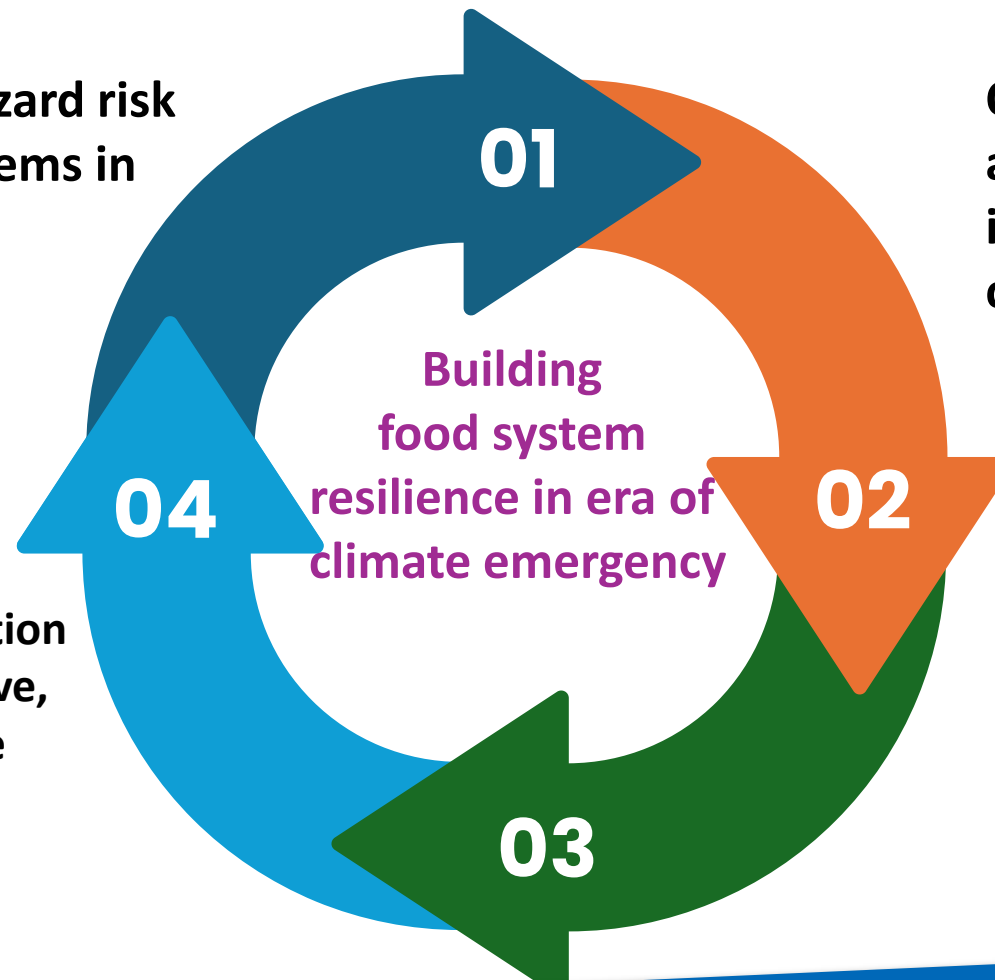 zard risk
ems in
01
Building
food system
resilience in era of
climate emergency
02
04
tion
ve,
e
03